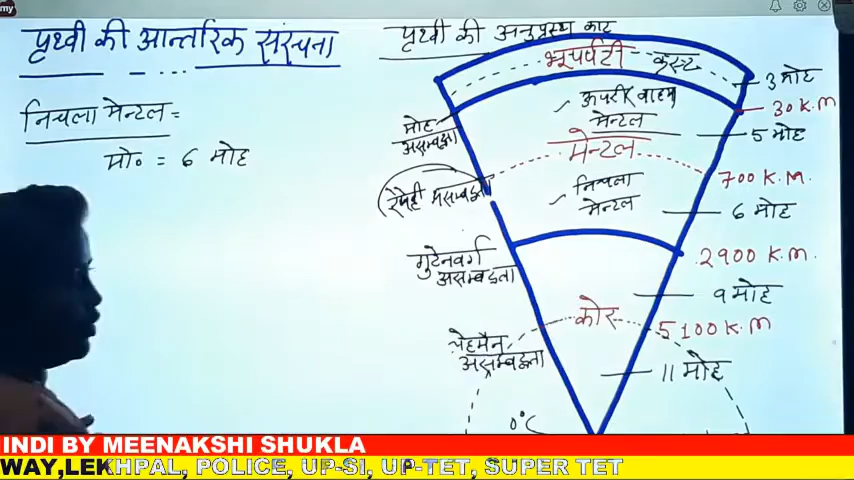 my
पृथ्वी की आन्तरिक संरचना
निचला मेन्टल =
मो० = 6 मोह
पृथ्वी की अनुप्रस्थ काट
भूपर्पटी क्रस्ट
3 मोह
30 K.M
ऊपरी/वाह्य
मेन्टल
5 मोह
मोह
असम्बद्धता
मेन्टल
700 K.M.
रेपेटी असम्बद्धता
निचला
मेन्टल
6 मोह
गुटेनवर्ग
असम्बद्धता
2900 K.M.
9 मोह
कोर
5100 K.M
लेहमैन
असम्बद्धता
11 मोह
0°C
INDI BY MEENAKSHI SHUKLA
WAY,LEKHPAL, POLICE, UP-SI, UP-TET, SUPER TET